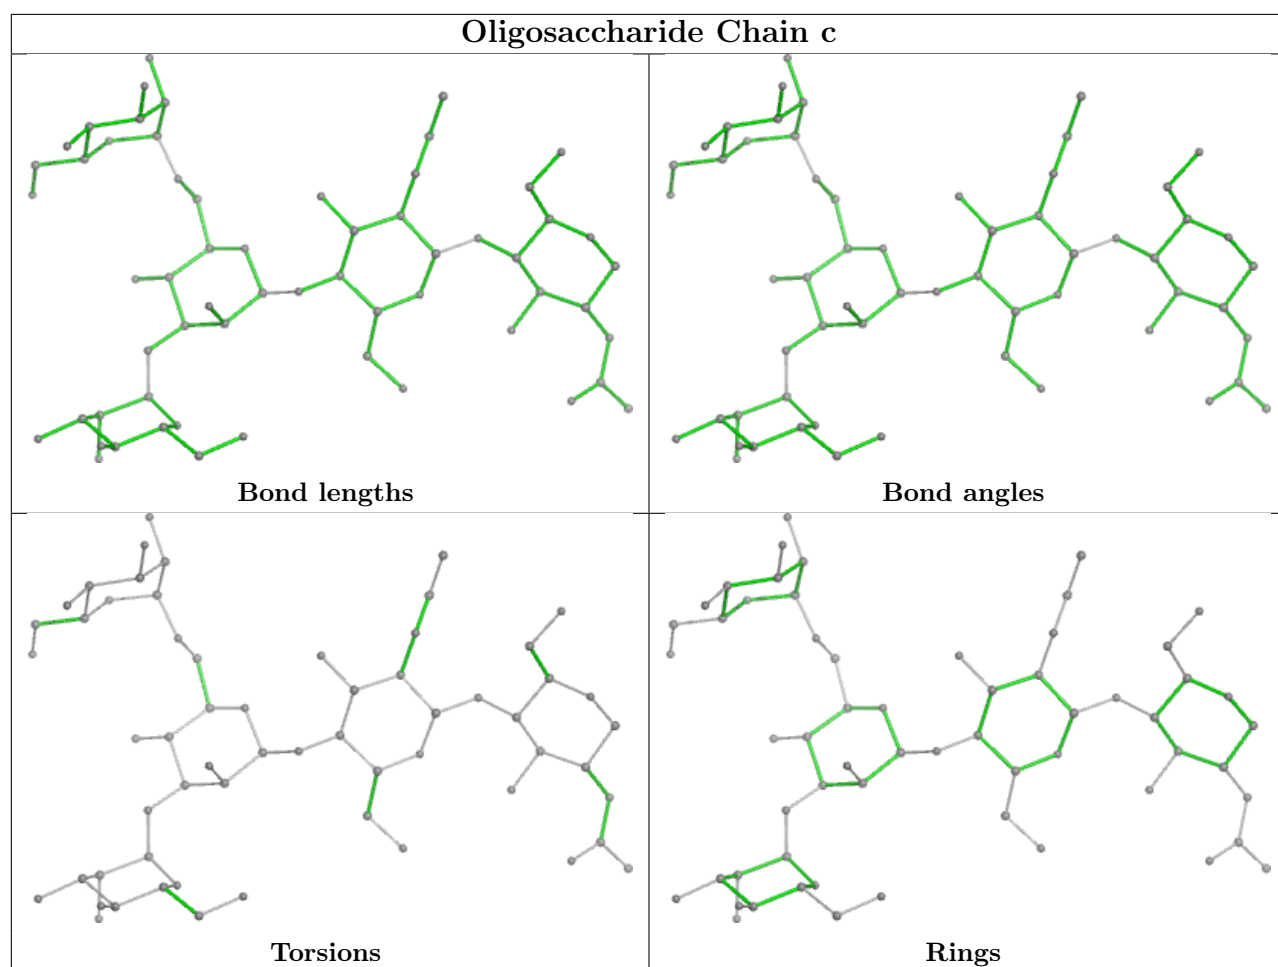 Oligosaccharide Chain c
Bond lengths
Bond angles
Torsions
Rings